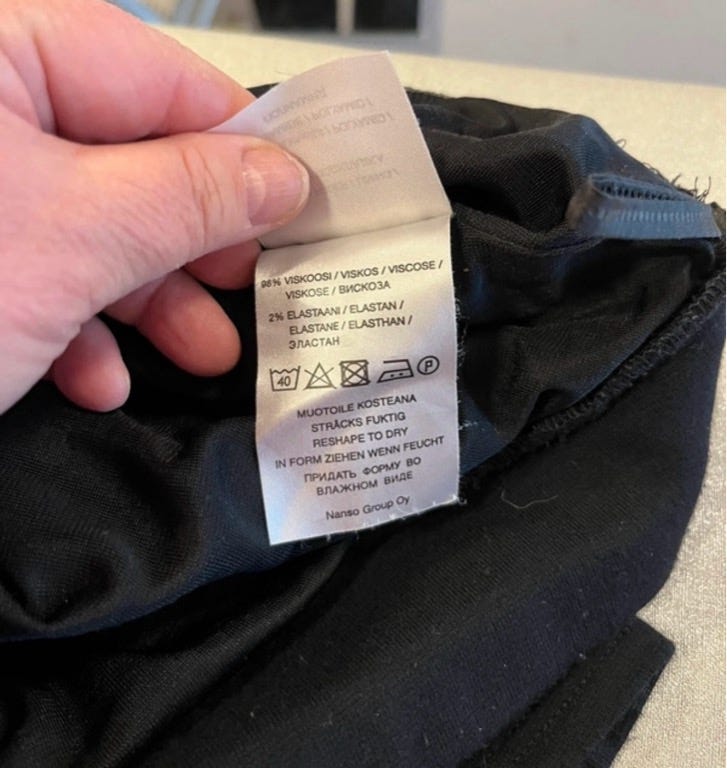 98% VISKOOSI / VISKOS / VISCOSE /
VISKOSE / ВИСКОЗА
2% ELASTAANI / ELASTAN /
ELASTANE / ELASTHAN /
ЭЛАСТАН
40 P
MUOTOILE KOSTEANA
STRÄCKS FUKTIG
RESHAPE TO DRY
IN FORM ZIEHEN WENN FEUCHT
ПРИДАТЬ ФОРМУ ВО
ВЛАЖНОМ ВИДЕ
Nanso Group Oy